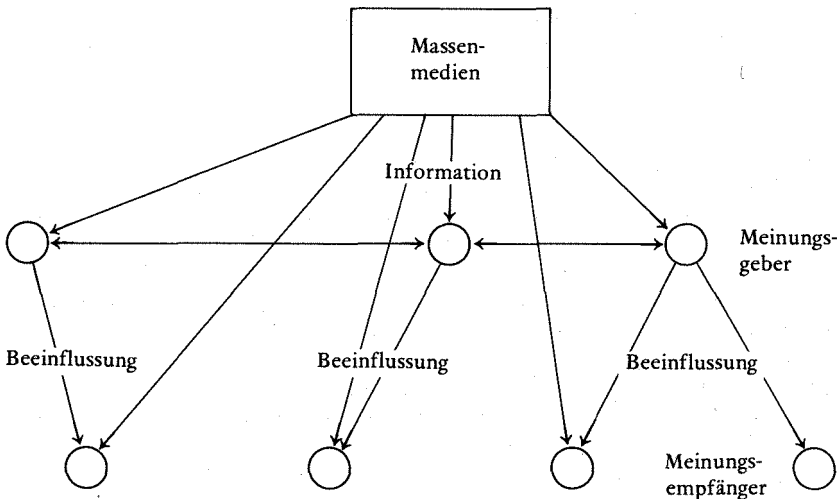 Massen-
medien
Information
Meinungs-
geber
Beeinflussung Beeinflussung Beeinflussung
Meinungs-
empfänger